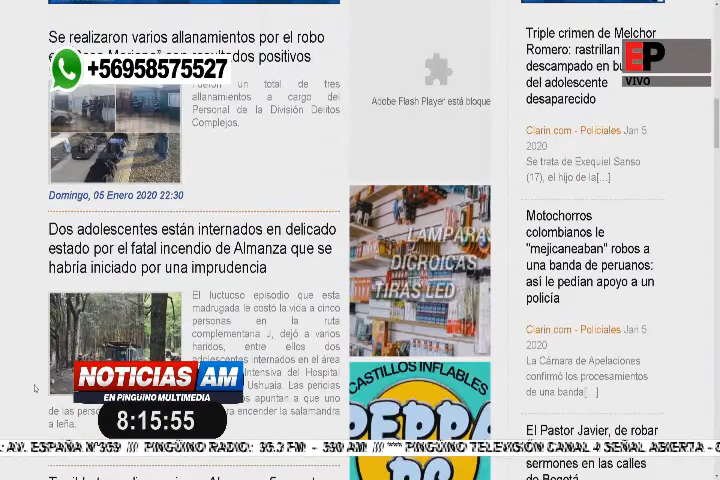 Se realizaron varios allanamientos por el robo
resultados positivos
+56958575527
un total de tres
allanamientos a cargo del
Personal de la División Delitos
Complejos.
Domingo, 05 Enero 2020 22:30
Dos adolescentes están internados en delicado
estado por el fatal incendio de Almanza que se
habría iniciado por una imprudencia
El luctuoso episodio que esta
madrugada le costó la vida a cinco
personas en la ruta
complementaria J, dejó a varios
haridos, entre ellos dos
adolescentes internados en el área
Intensiva del Hospital
Ushuaia. Las pericias
apuntan a que uno
de las
encender la salamandra
a leña.
NOTICIAS AM
EN PINGÜINO MULTIMEDIA
8:15:55
Adobe Flash Player está bloque
LAMPARA
DICROICAS
TIRAS LED
CASTILLOS INFLABLES
Triple crimen de Melchor
Romero: rastrillan
descampado en
del adolescente
desaparecido
EP
VIVO
Clarin.com - Policiales Jan 5
2020
Se trata de Exequiel Sanso
(17), el hijo de la[...]
Motochorros
colombianos le
"mejicaneaban" robos a
una banda de peruanos:
así le pedían apoyo a un
policía
Clarin.com - Policiales Jan 5
2020
La Cámara de Apelaciones
confirmó los procesamientos
de una banda[...]
El Pastor Javier, de robar
sermones en las calles
AV. ESPAÑA N°959 /// PINGÜINO RADIO: 95.3 FM - 590 AM /// **** PINGÜINO TELEVISIÓN CANAL 4 SEÑAL ABIERTA -